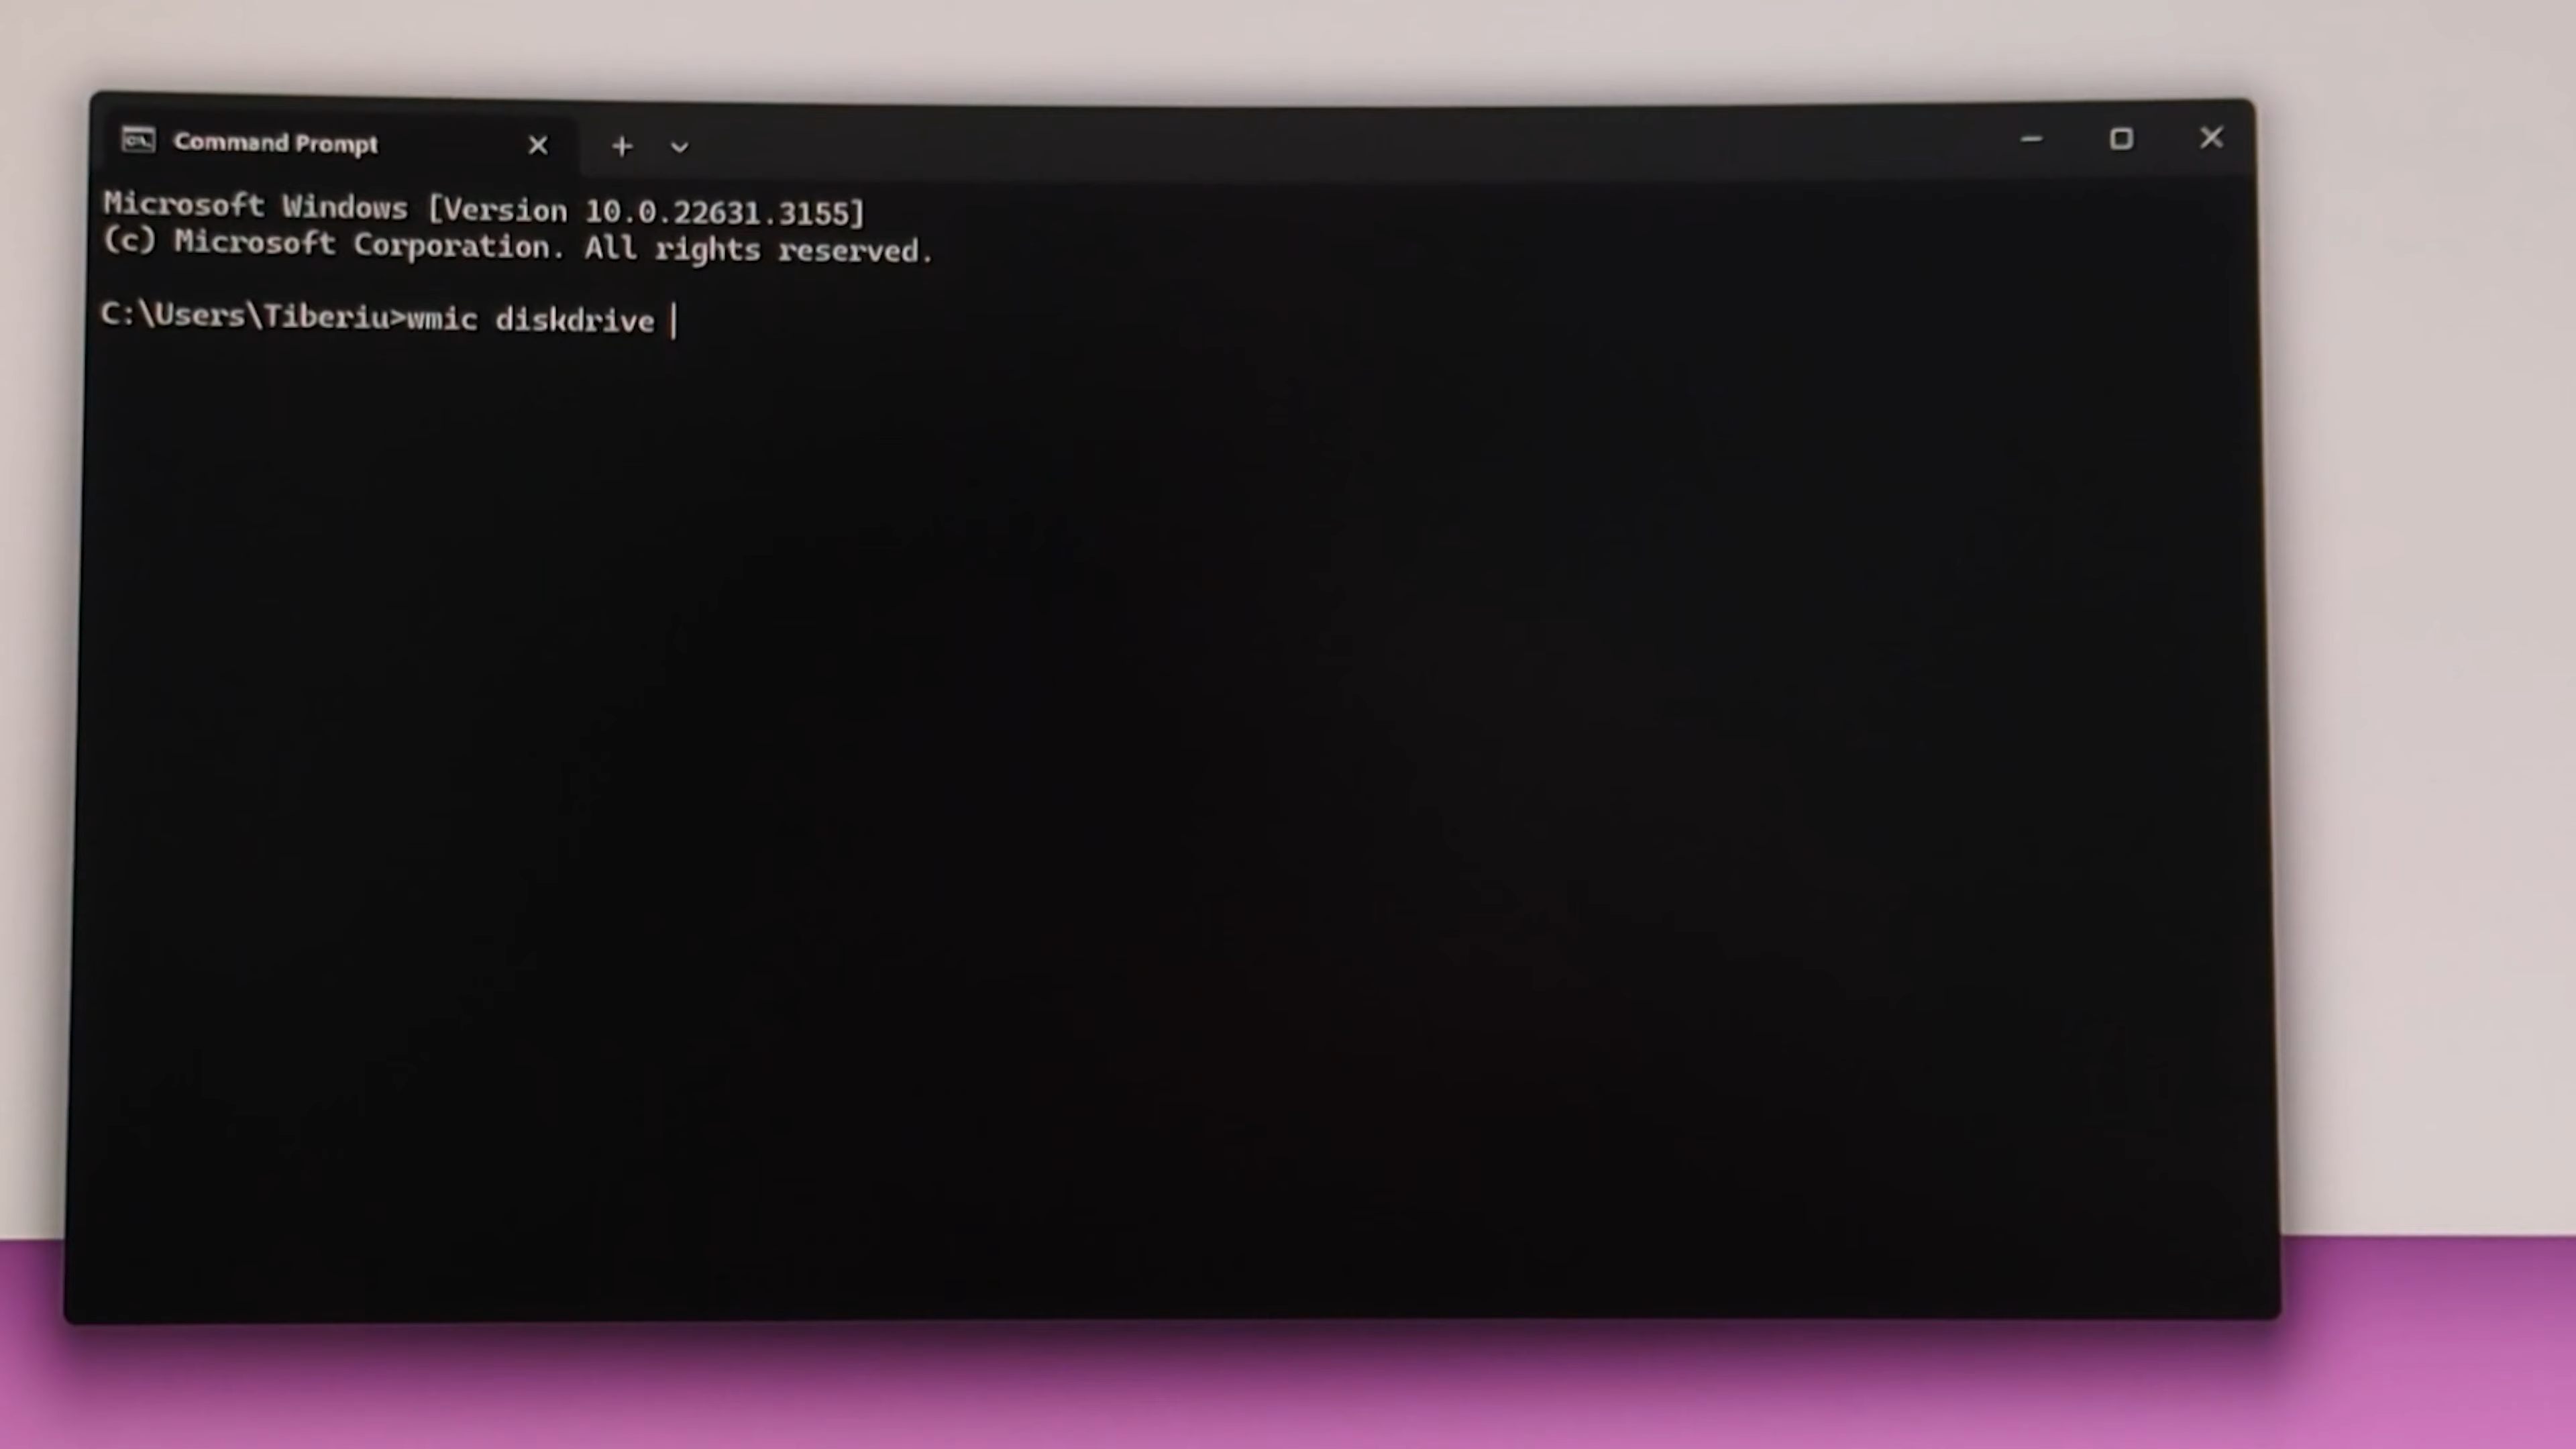 Command Prompt
Microsoft Windows [Version 10.0.22631.3155]
(c) Microsoft Corporation. All rights reserved.
C:\Users\Tiberiu>wmic diskdrive